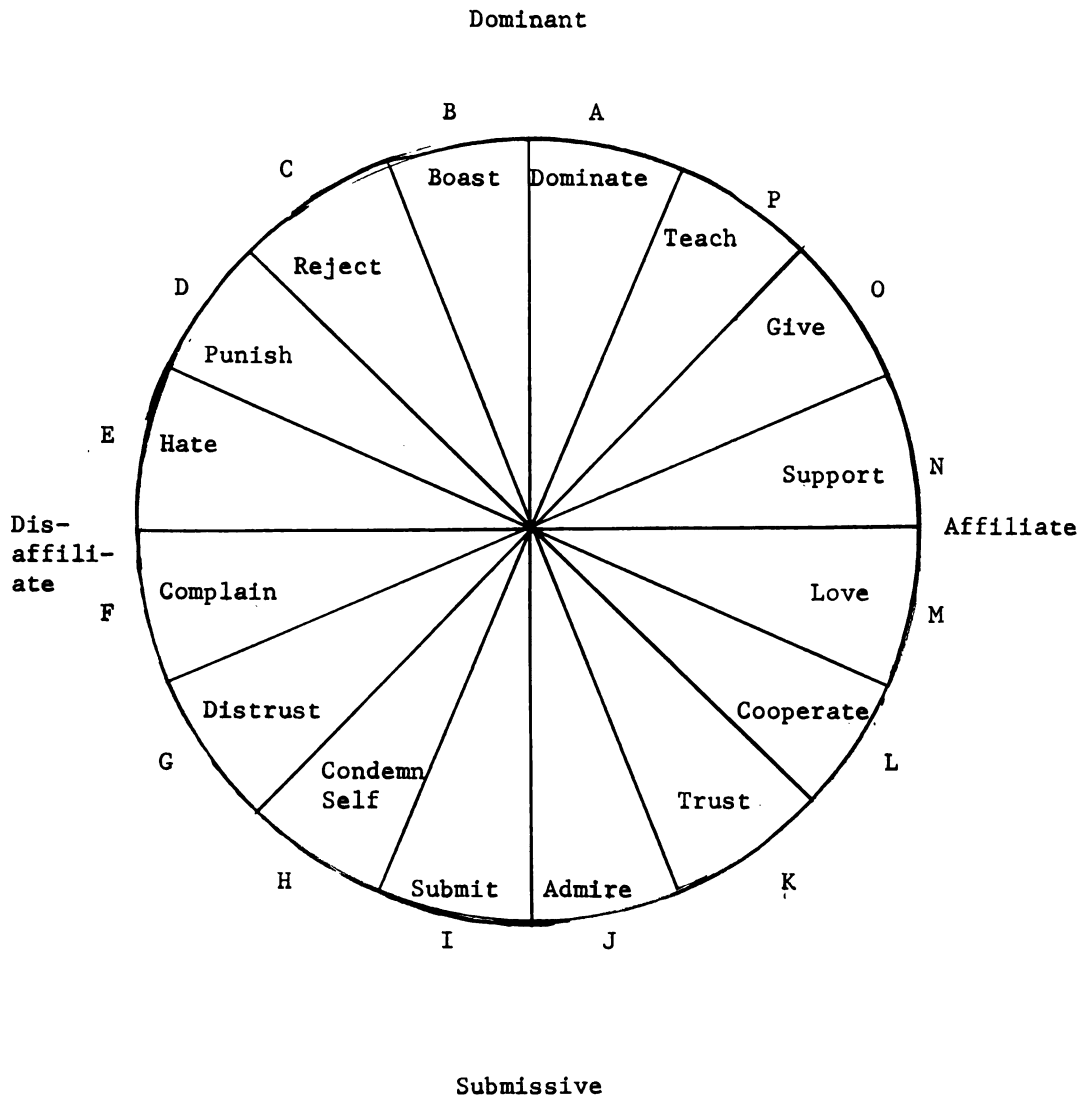 Dominant
B
A
C
Boast
Dominate
P
Teach
Reject
D
O
Give
Punish
E
Hate
N
Support
Dis-
affili-
ate
Affiliate
F
Complain
Love
M
Distrust
Cooperate
G
L
Condemn
Self
Trust
H
Submit
Admire
K
I
J
Submissive